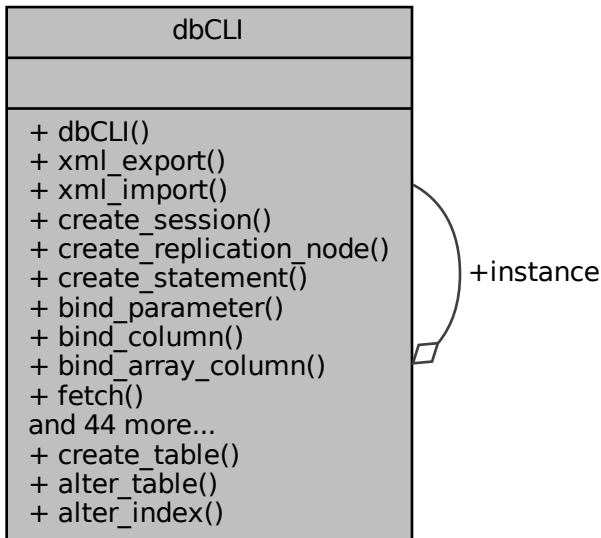 dbCLI
+ dbCLI()
+ xml_export()
+ xml_import()
+ create_session()
+ create_replication_node()
+ create_statement()
+ bind_parameter()
+ bind_column()
+ bind_array_column()
+ fetch()
and 44 more...
+ create_table()
+ alter_table()
+ alter_index()
+instance